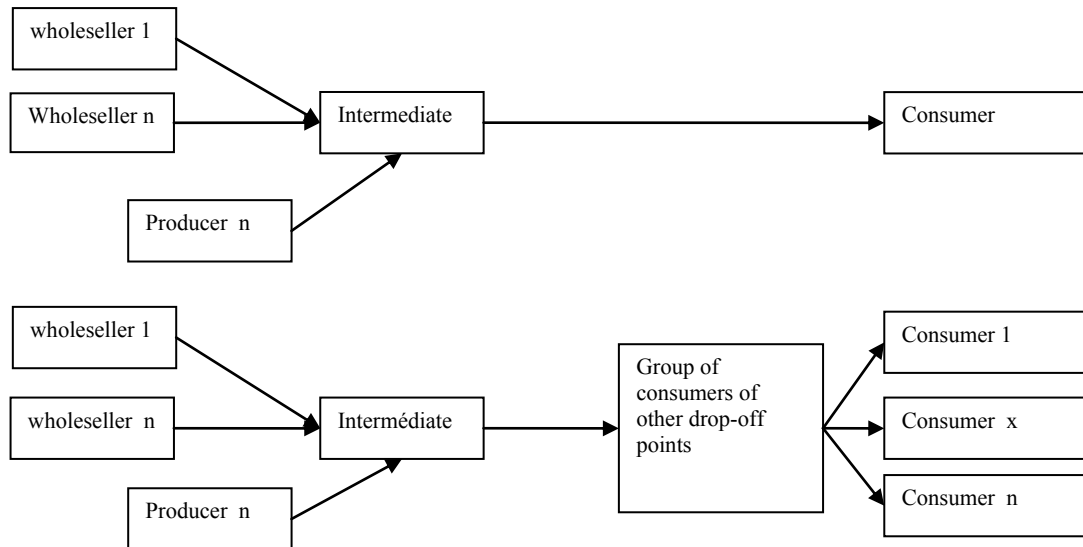 wholeseller 1
Wholeseller n
Intermediate
Consumer
Producer n
wholeseller 1
wholeseller n
Intermédiate
Producer n
Group of
consumers of
other drop-off
points
Consumer 1
Consumer x
Consumer n